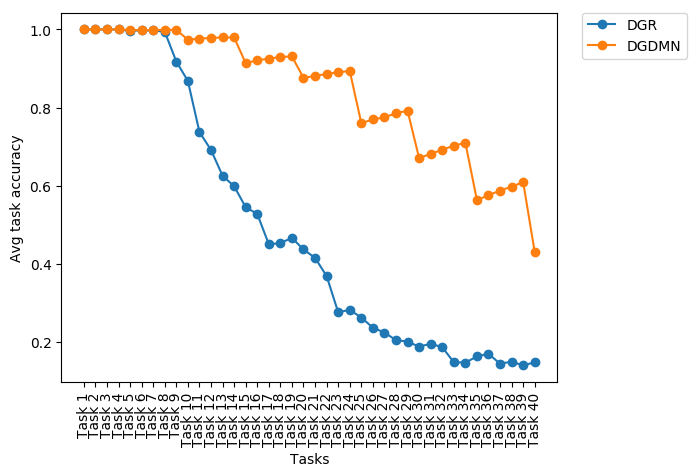 DGR
DGDMN
1.0
0.8
0.6
0.4
0.2
Avg task accuracy
Task 1
Task 2
Task 3
Task 4
Task 5
Task 6
Task 7
Task 8
Task 9
Task 10
Task 11
Task 12
Task 13
Task 14
Task 15
Task 16
Task 17
Task 18
Task 19
Task 20
Task 21
Task 22
Task 23
Task 24
Task 25
Task 26
Task 27
Task 28
Task 29
Task 30
Task 31
Task 32
Task 33
Task 34
Task 35
Task 36
Task 37
Task 38
Task 39
Task 40
Tasks